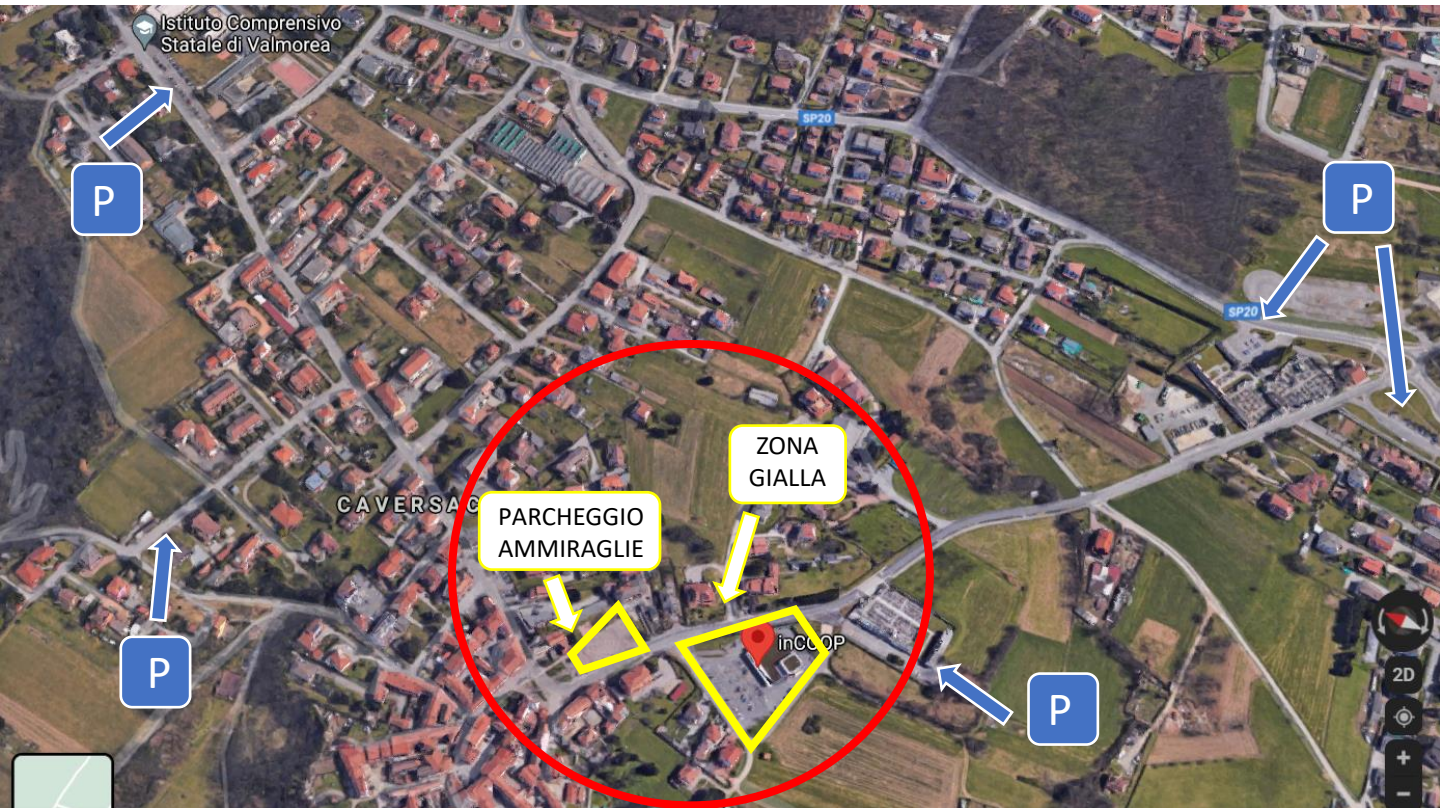 Istituto Comprensivo
Statale di Valmorea
P
SP20
P
SP20
ZONA
GIALLA
CAVERSAC
PARCHEGGIO
AMMIRAGLIE
inCOOP
P
P
2D
+
−